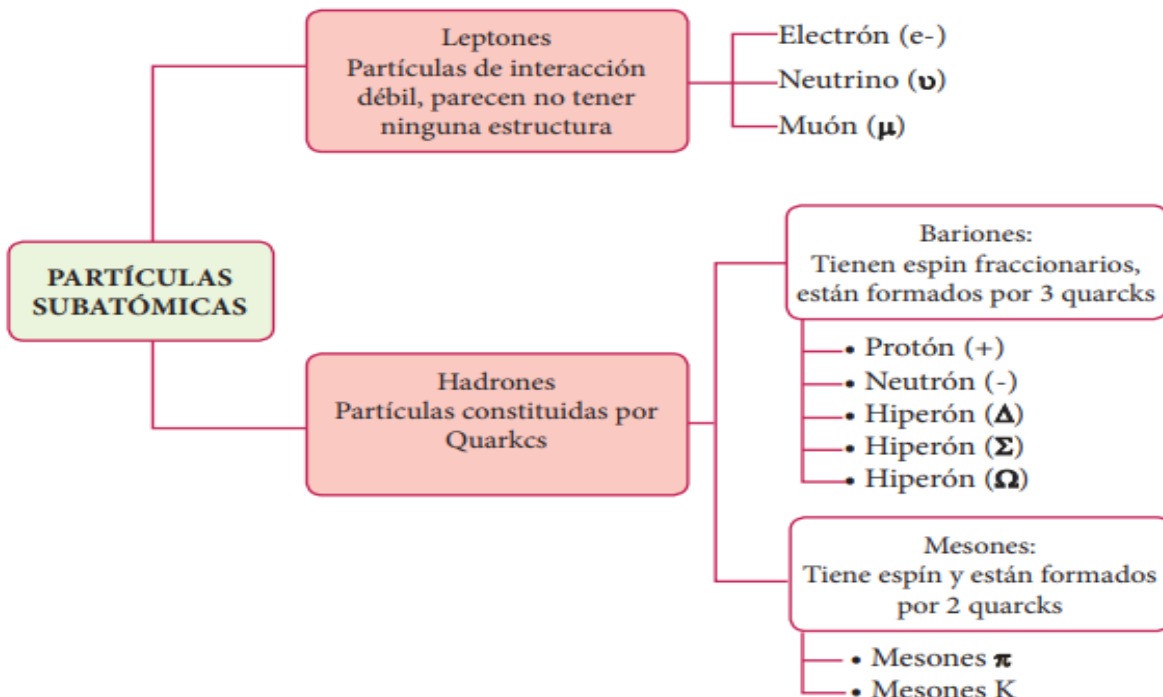 Leptones
Partículas de interacción
débil, parecen no tener
ninguna estructura
Electrón (e-)
Neutrino (υ)
Muón (μ)
PARTÍCULAS
SUBATÓMICAS
Hadrones
Partículas constituidas por
Quarkcs
Bariones:
Tienen espin fraccionarios,
están formados por 3 quarcks
• Protón (+)
• Neutrón (-)
• Hiperón (Δ)
• Hiperón (Σ)
• Hiperón (Ω)
Mesones:
Tiene espín y están formados
por 2 quarcks
• Mesones π
• Mesones K